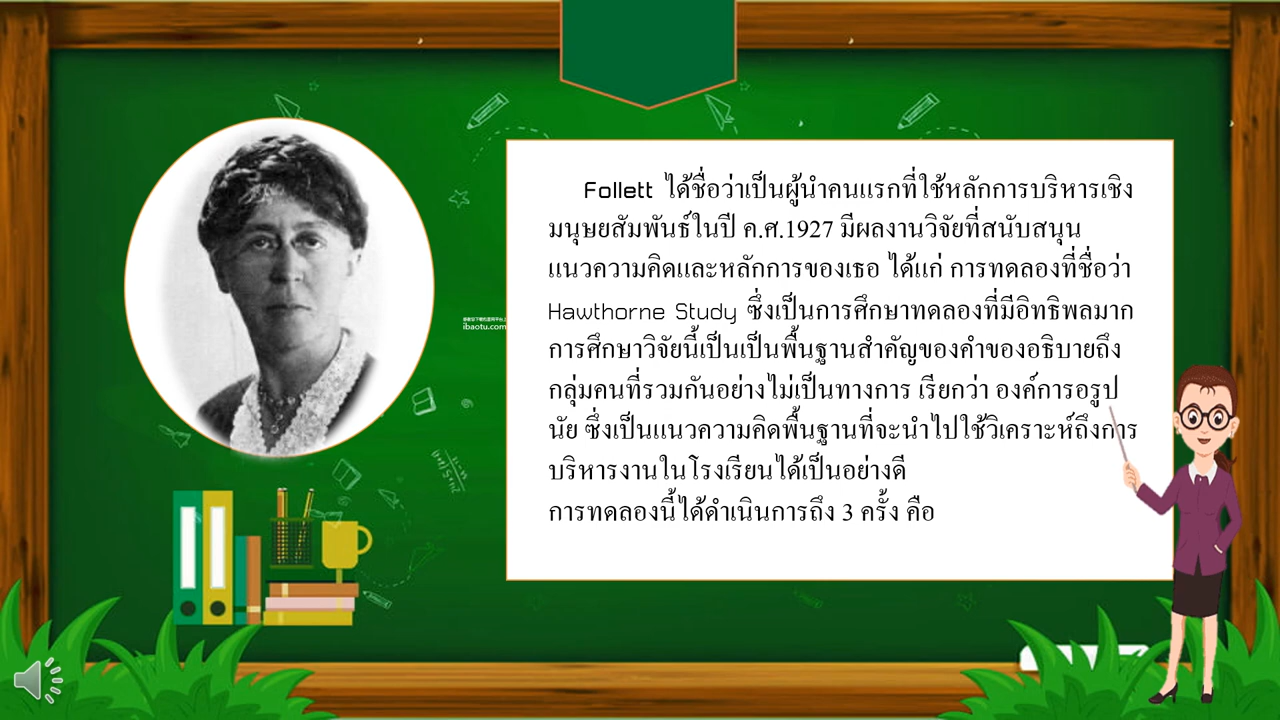 Follett ได้ชื่อว่าเป็นผู้นำคนแรกที่ใช้หลักการบริหารเชิง
มนุษยสัมพันธ์ในปี ค.ศ.1927 มีผลงานวิจัยที่สนับสนุน
แนวความคิดและหลักการของเธอ ได้แก่ การทดลองที่ชื่อว่า
Hawthorne Study ซึ่งเป็นการศึกษาทดลองที่มีอิทธิพลมาก
การศึกษาวิจัยนี้เป็นเป็นพื้นฐานสำคัญของคำของอธิบายถึง
กลุ่มคนที่รวมกันอย่างไม่เป็นทางการ เรียกว่า องค์การอรูป
นัย ซึ่งเป็นแนวความคิดพื้นฐานที่จะนำไปใช้วิเคราะห์ถึงการ
บริหารงานในโรงเรียนได้เป็นอย่างดี
การทดลองนี้ได้ดำเนินการถึง 3 ครั้ง คือ
ibaotu.com